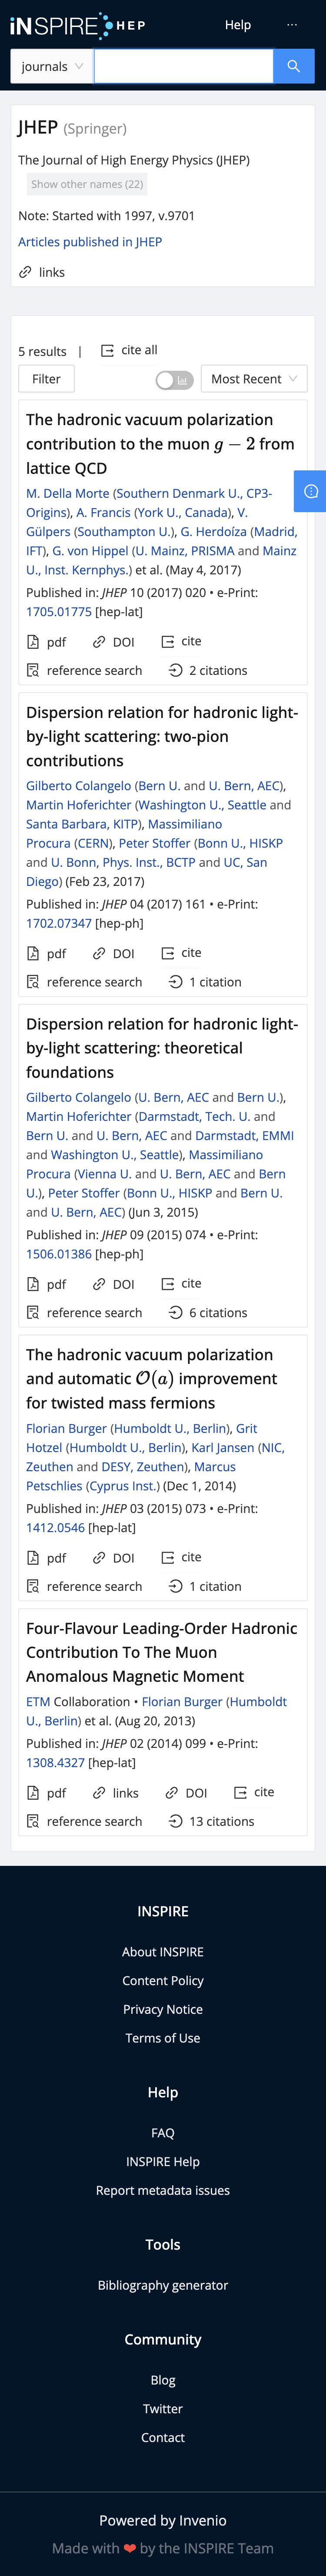 iNSPIRE HEP
Help
···
journals
JHEP (Springer)
The Journal of High Energy Physics (JHEP)
Show other names (22)
Note: Started with 1997, v.9701
Articles published in JHEP
links
5 results | cite all
Filter
Most Recent
The hadronic vacuum polarization
contribution to the muon g − 2 from
lattice QCD
M. Della Morte (Southern Denmark U., CP3-
Origins), A. Francis (York U., Canada), V.
Gülpers (Southampton U.), G. Herdoíza (Madrid,
IFT), G. von Hippel (U. Mainz, PRISMA and Mainz
U., Inst. Kernphys.) et al. (May 4, 2017)
Published in: JHEP 10 (2017) 020 • e-Print:
1705.01775 [hep-lat]
pdf DOI cite
reference search 2 citations
Dispersion relation for hadronic light-
by-light scattering: two-pion
contributions
Gilberto Colangelo (Bern U. and U. Bern, AEC),
Martin Hoferichter (Washington U., Seattle and
Santa Barbara, KITP), Massimiliano
Procura (CERN), Peter Stoffer (Bonn U., HISKP
and U. Bonn, Phys. Inst., BCTP and UC, San
Diego) (Feb 23, 2017)
Published in: JHEP 04 (2017) 161 • e-Print:
1702.07347 [hep-ph]
pdf DOI cite
reference search 1 citation
Dispersion relation for hadronic light-
by-light scattering: theoretical
foundations
Gilberto Colangelo (U. Bern, AEC and Bern U.),
Martin Hoferichter (Darmstadt, Tech. U. and
Bern U. and U. Bern, AEC and Darmstadt, EMMI
and Washington U., Seattle), Massimiliano
Procura (Vienna U. and U. Bern, AEC and Bern
U.), Peter Stoffer (Bonn U., HISKP and Bern U.
and U. Bern, AEC) (Jun 3, 2015)
Published in: JHEP 09 (2015) 074 • e-Print:
1506.01386 [hep-ph]
pdf DOI cite
reference search 6 citations
The hadronic vacuum polarization
and automatic 𝒪(a) improvement
for twisted mass fermions
Florian Burger (Humboldt U., Berlin), Grit
Hotzel (Humboldt U., Berlin), Karl Jansen (NIC,
Zeuthen and DESY, Zeuthen), Marcus
Petschlies (Cyprus Inst.) (Dec 1, 2014)
Published in: JHEP 03 (2015) 073 • e-Print:
1412.0546 [hep-lat]
pdf DOI cite
reference search 1 citation
Four-Flavour Leading-Order Hadronic
Contribution To The Muon
Anomalous Magnetic Moment
ETM Collaboration • Florian Burger (Humboldt
U., Berlin) et al. (Aug 20, 2013)
Published in: JHEP 02 (2014) 099 • e-Print:
1308.4327 [hep-lat]
pdf links DOI cite
reference search 13 citations
INSPIRE
About INSPIRE
Content Policy
Privacy Notice
Terms of Use
Help
FAQ
INSPIRE Help
Report metadata issues
Tools
Bibliography generator
Community
Blog
Twitter
Contact
Powered by Invenio
Made with ❤ by the INSPIRE Team